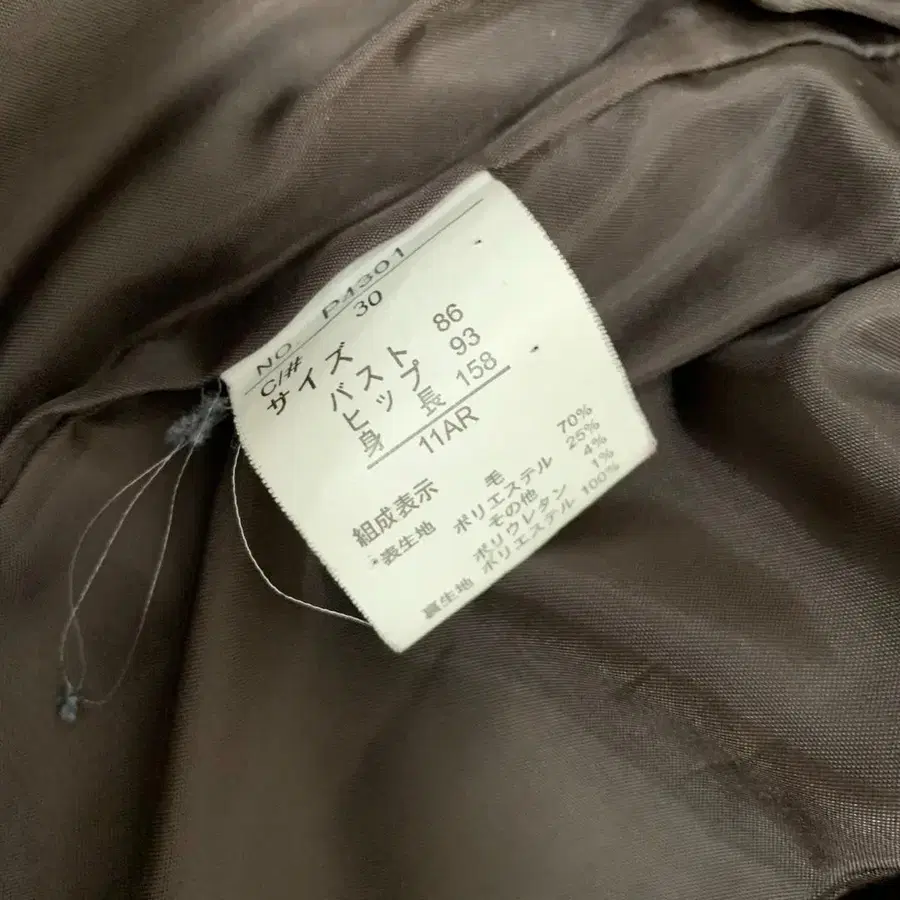 NO. P4301
C/# 30
サイズ
バスト 86
ヒップ 93
身長 158
11AR
組成表示
表生地 毛 70%
ポリエステル 25%
その他 4%
ポリウレタン 1%
裏生地 ポリエステル 100%